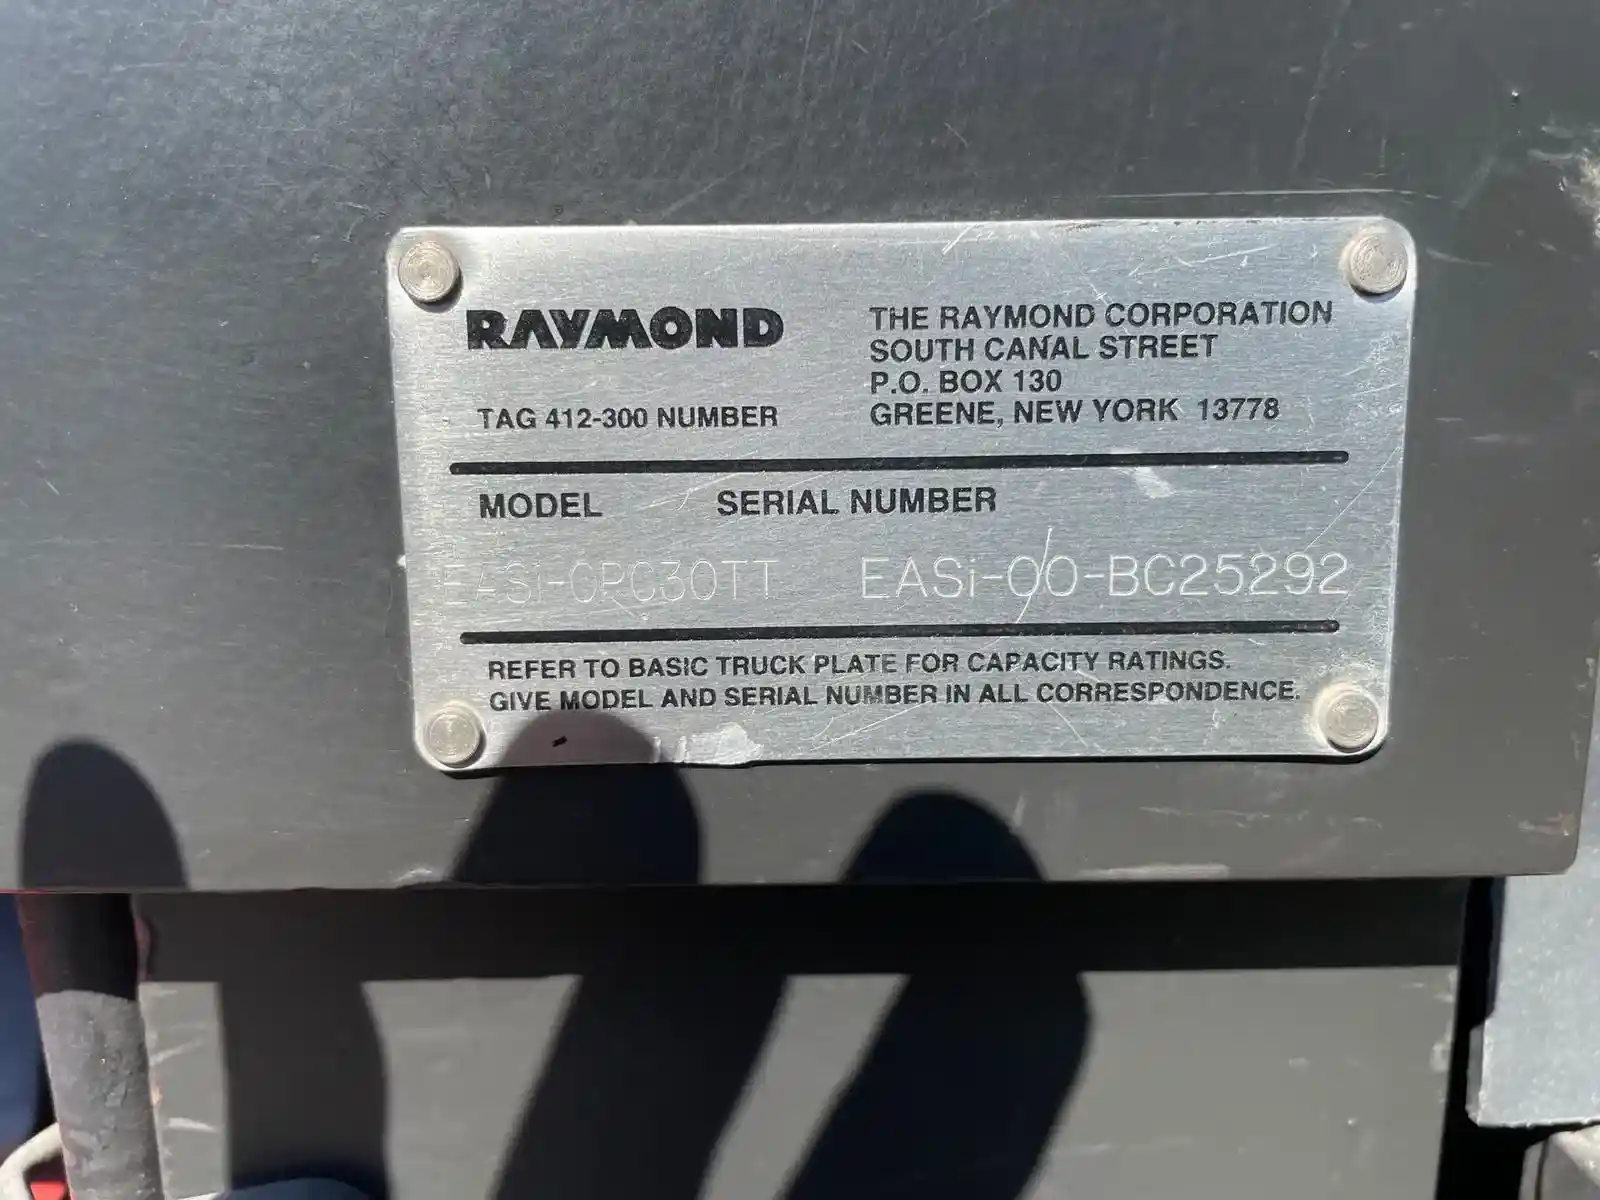 RAYMOND
TAG 412-300 NUMBER
THE RAYMOND CORPORATION
SOUTH CANAL STREET
P.O. BOX 130
GREENE, NEW YORK 13778
MODEL SERIAL NUMBER
EASi-OPC30TT EASi-00-BC25292
REFER TO BASIC TRUCK PLATE FOR CAPACITY RATINGS.
GIVE MODEL AND SERIAL NUMBER IN ALL CORRESPONDENCE.